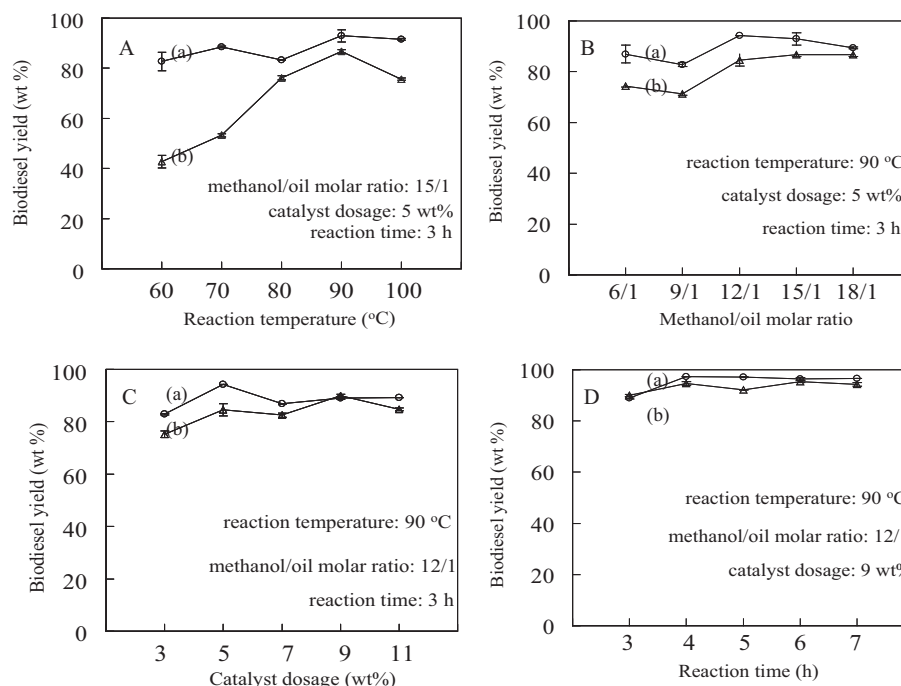 100
80
60
40
20
0
A
(a)
(b)
methanol/oil molar ratio: 15/1
catalyst dosage: 5 wt%
reaction time: 3 h
60 70 80 90 100
Reaction temperature (°C)
Biodiesel yield (wt %)
100
80
60
40
20
0
B
(a)
(b)
reaction temperature: 90 °C
catalyst dosage: 5 wt%
reaction time: 3 h
6/1 9/1 12/1 15/1 18/1
Methanol/oil molar ratio
Biodiesel yield (wt %)
100
80
60
40
20
0
C
(a)
(b)
reaction temperature: 90 °C
methanol/oil molar ratio: 12/1
reaction time: 3 h
3 5 7 9 11
Catalyst dosage (wt%)
Biodiesel yield (wt %)
100
80
60
40
20
0
D
(a)
(b)
reaction temperature: 90 °C
methanol/oil molar ratio: 12/
catalyst dosage: 9 wt%
3 4 5 6 7
Reaction time (h)
Biodiesel yield (wt %)